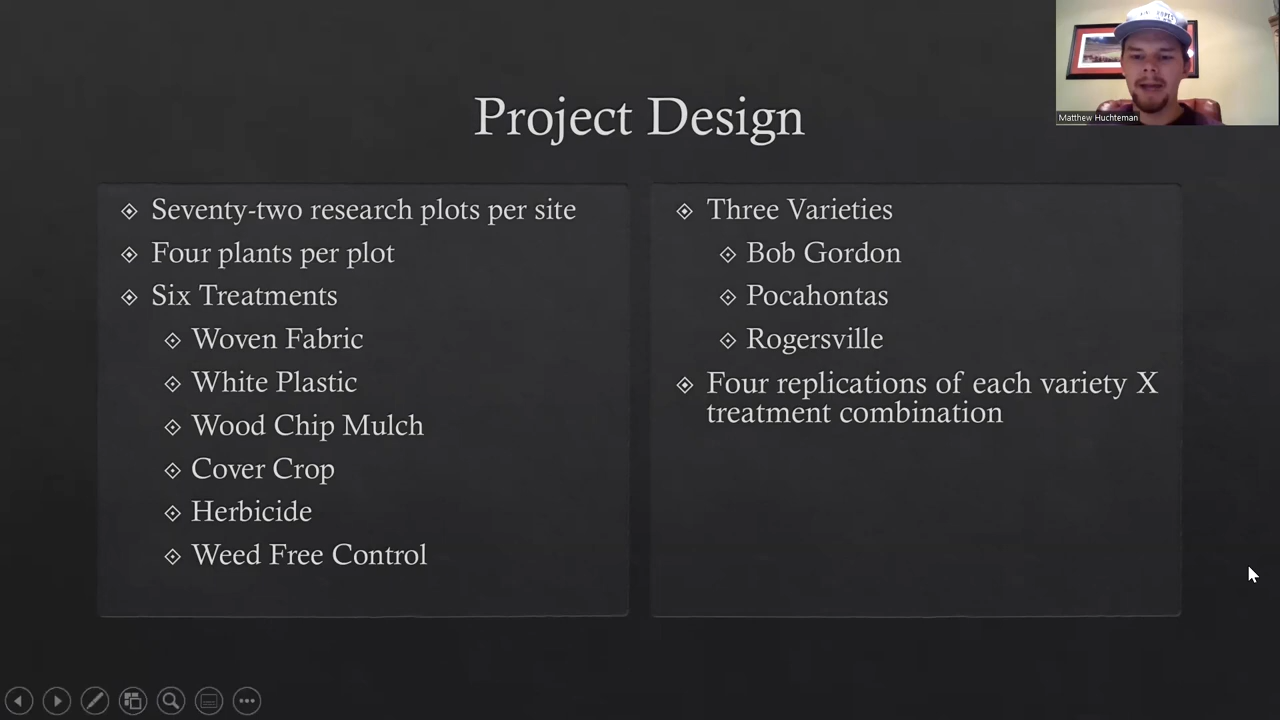 Project Design
Matthew Huchteman
Seventy-two research plots per site
Four plants per plot
Six Treatments
Woven Fabric
White Plastic
Wood Chip Mulch
Cover Crop
Herbicide
Weed Free Control
Three Varieties
Bob Gordon
Pocahontas
Rogersville
Four replications of each variety X
treatment combination